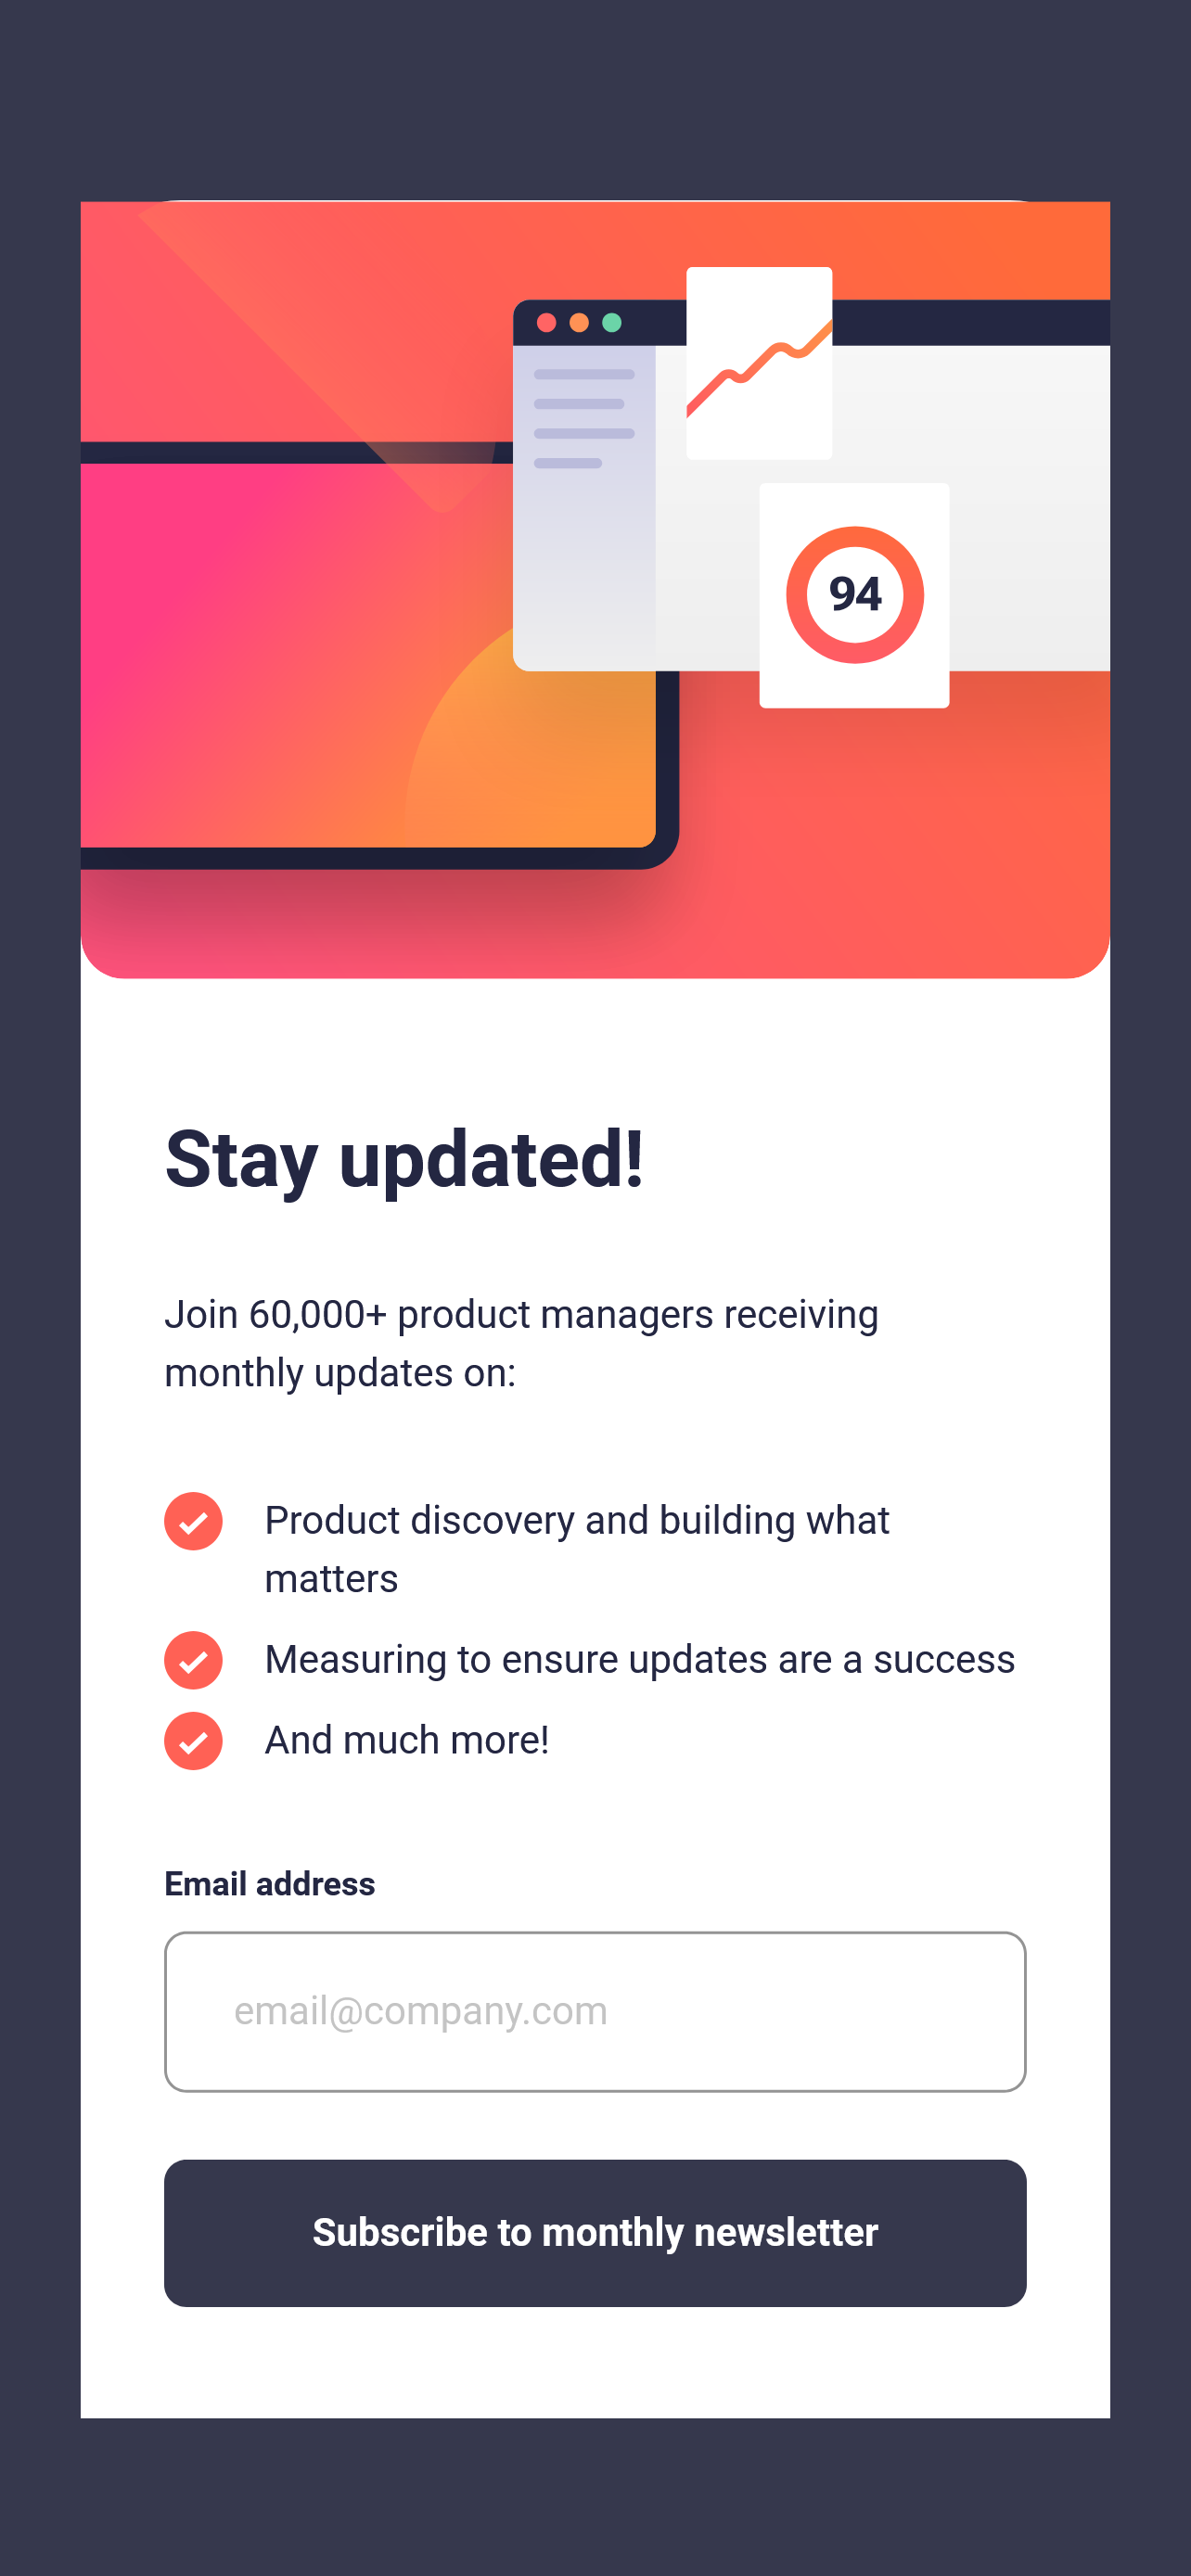 94
Stay updated!
Join 60,000+ product managers receiving
monthly updates on:
Product discovery and building what
matters
Measuring to ensure updates are a success
And much more!
Email address
email@company.com
Subscribe to monthly newsletter